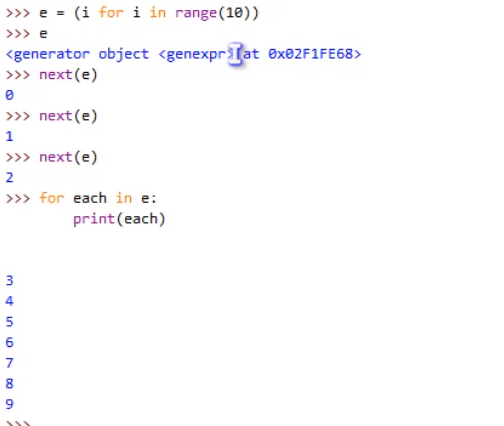 >>> e = (i for i in range(10))
>>> e
<generator object <genexpr> at 0x02F1FE68>
>>> next(e)
0
>>> next(e)
1
>>> next(e)
2
>>> for each in e:
        print(each)
3
4
5
6
7
8
9
>>>